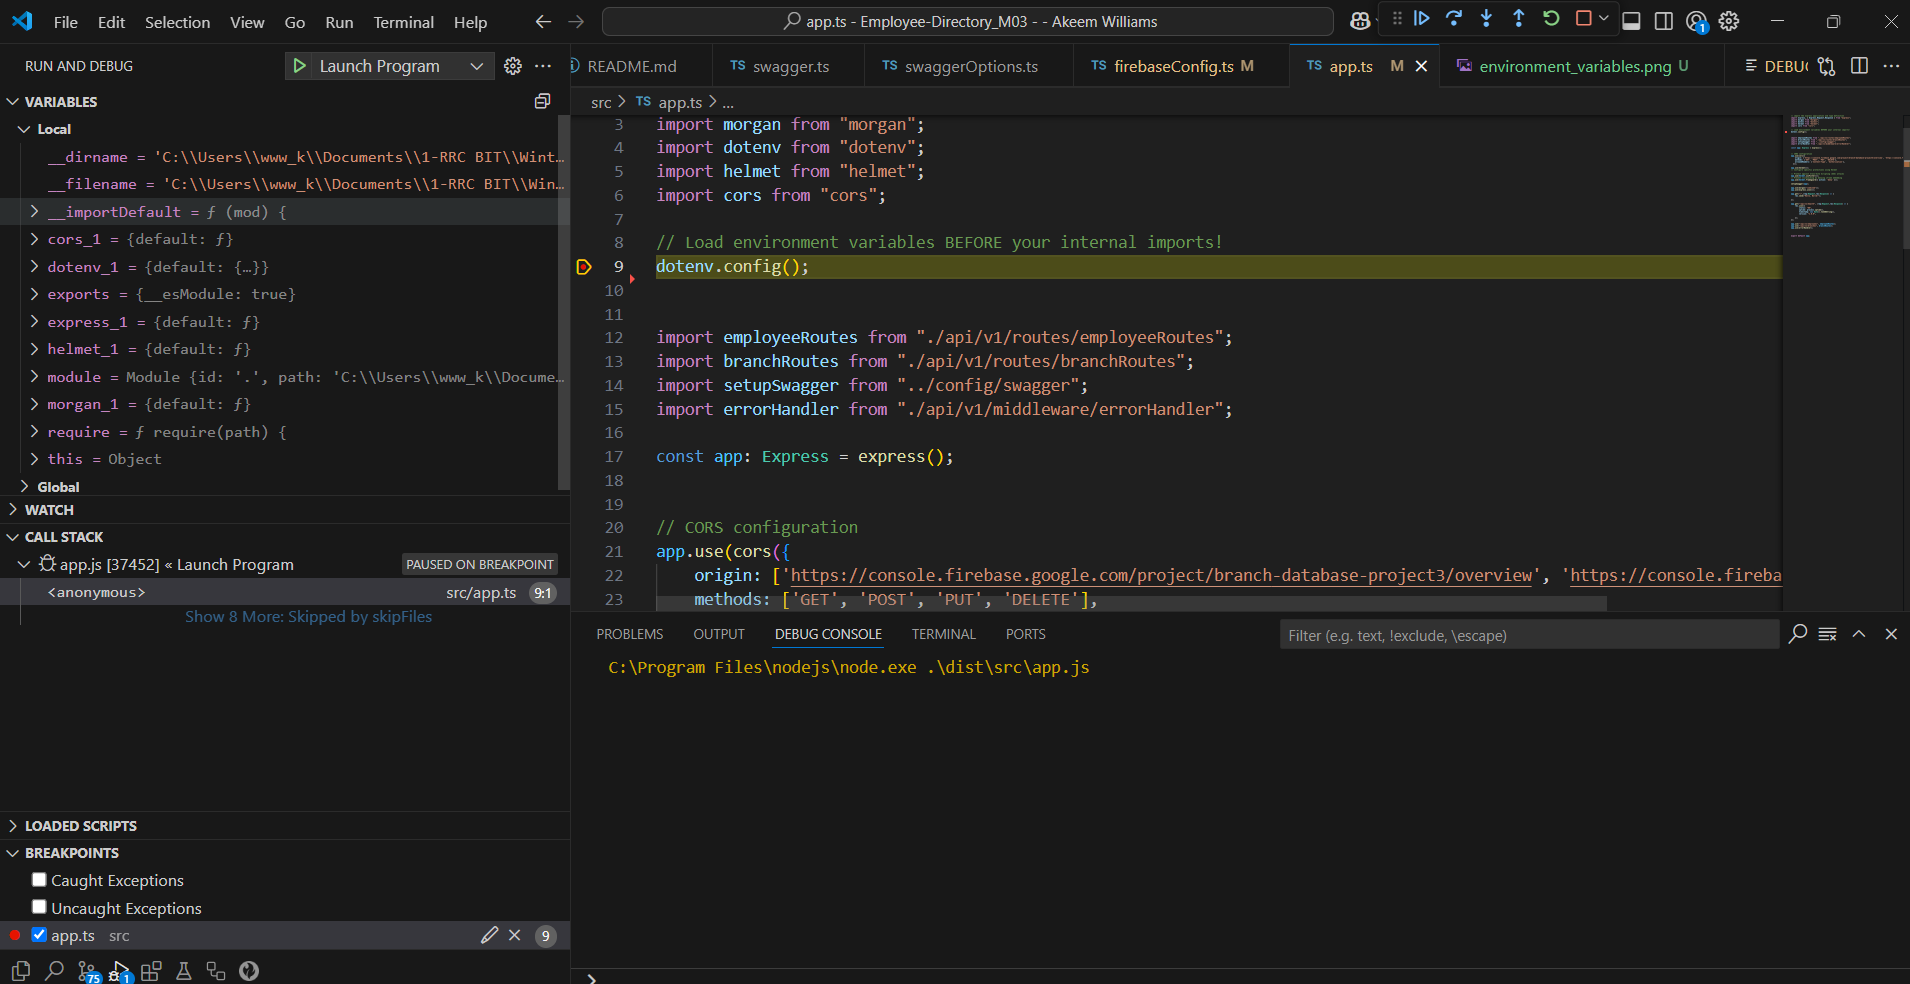 File Edit Selection View Go Run Terminal Help
app.ts - Employee-Directory_M03 - - Akeem Williams
1
RUN AND DEBUG
Launch Program
README.md
TS swagger.ts
TS swaggerOptions.ts
TS firebaseConfig.ts M
TS app.ts M
environment_variables.png U
DEBU
src > TS app.ts > ...
VARIABLES
Local
__dirname = 'C:\\Users\\www_k\\Documents\\1-RRC BIT\\Wint…
__filename = 'C:\\Users\\www_k\\Documents\\1-RRC BIT\\Win…
__importDefault = ƒ (mod) {
cors_1 = {default: ƒ}
dotenv_1 = {default: {…}}
exports = {__esModule: true}
express_1 = {default: ƒ}
helmet_1 = {default: ƒ}
module = Module {id: '.', path: 'C:\\Users\\www_k\\Docume…
morgan_1 = {default: ƒ}
require = ƒ require(path) {
this = Object
Global
WATCH
CALL STACK
app.js [37452] « Launch Program PAUSED ON BREAKPOINT
<anonymous> src/app.ts 9:1
Show 8 More: Skipped by skipFiles
LOADED SCRIPTS
BREAKPOINTS
Caught Exceptions
Uncaught Exceptions
app.ts src 9
75 1
3 import morgan from "morgan";
4 import dotenv from "dotenv";
5 import helmet from "helmet";
6 import cors from "cors";
7
8 // Load environment variables BEFORE your internal imports!
9 dotenv.config();
10
11
12 import employeeRoutes from "./api/v1/routes/employeeRoutes";
13 import branchRoutes from "./api/v1/routes/branchRoutes";
14 import setupSwagger from "../config/swagger";
15 import errorHandler from "./api/v1/middleware/errorHandler";
16
17 const app: Express = express();
18
19
20 // CORS configuration
21 app.use(cors({
22 origin: ['https://console.firebase.google.com/project/branch-database-project3/overview', 'https://console.fireba
23 methods: ['GET', 'POST', 'PUT', 'DELETE'],
PROBLEMS OUTPUT DEBUG CONSOLE TERMINAL PORTS
Filter (e.g. text, !exclude, \escape)
C:\Program Files\nodejs\node.exe .\dist\src\app.js